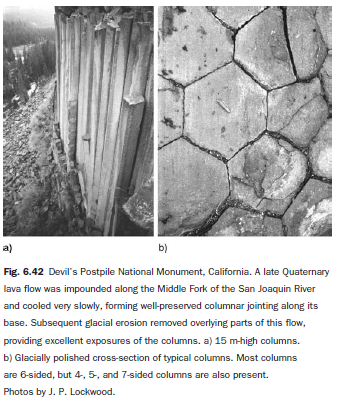 a)
b)
Fig. 6.42 Devil's Postpile National Monument, California. A late Quaternary
lava flow was impounded along the Middle Fork of the San Joaquin River
and cooled very slowly, forming well-preserved columnar jointing along its
base. Subsequent glacial erosion removed overlying parts of this flow,
providing excellent exposures of the columns. a) 15 m-high columns.
b) Glacially polished cross-section of typical columns. Most columns
are 6-sided, but 4-, 5-, and 7-sided columns are also present.
Photos by J. P. Lockwood.